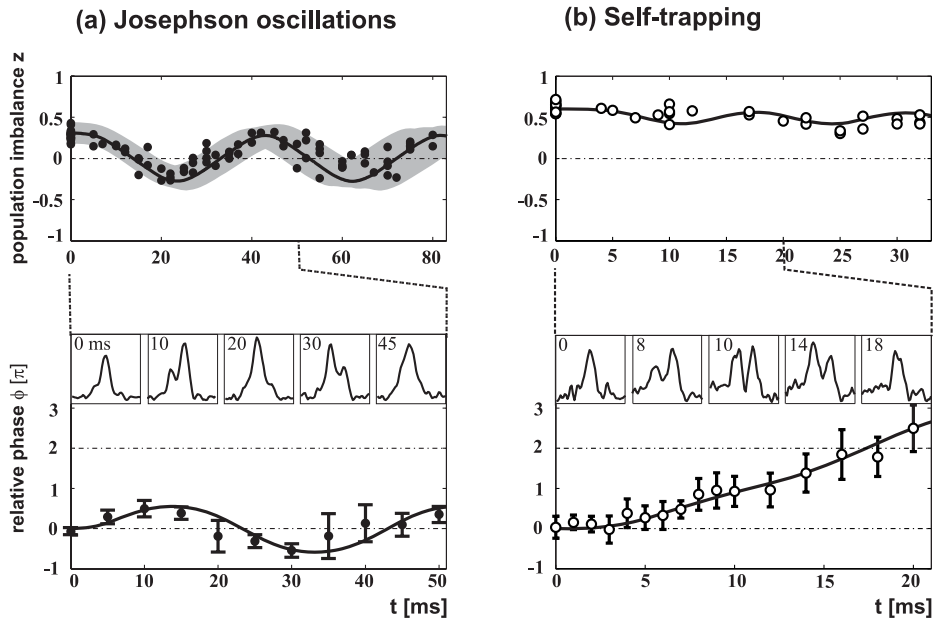 (a) Josephson oscillations
(b) Self-trapping
population imbalance z
1
0.5
0
-0.5
-1
0 20 40 60 80
1
0.5
0
-0.5
-1
0 5 10 15 20 25 30
0 ms 10 20 30 45
relative phase ϕ [π]
3
2
1
0
-1
0 10 20 30 40 50
t [ms]
0 8 10 14 18
3
2
1
0
-1
0 5 10 15 20
t [ms]